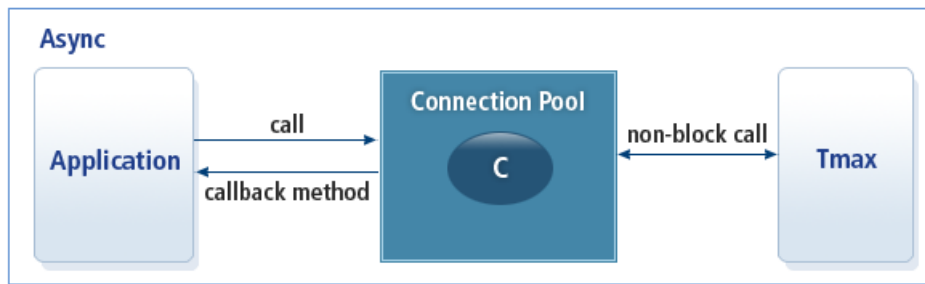 Async
Application
call
callback method
Connection Pool
C
non-block call
Tmax